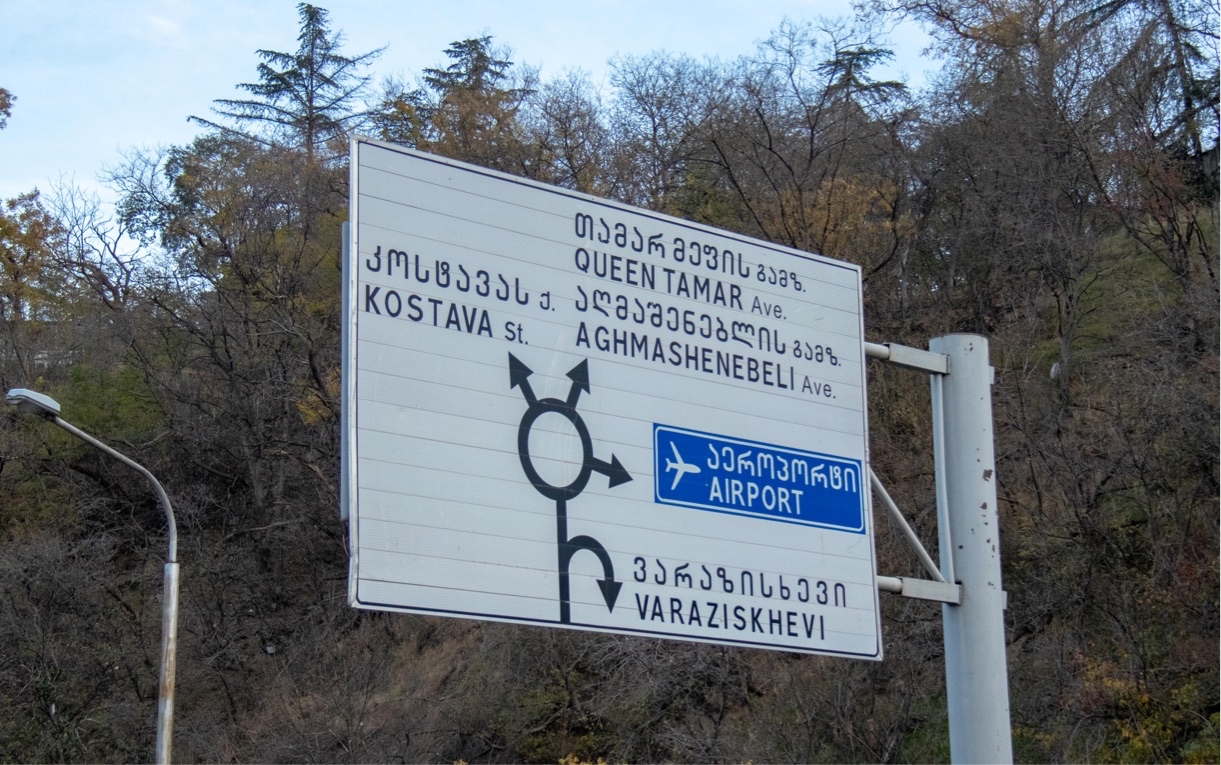 კოსტავას ქ.
KOSTAVA St.
თამარ მეფის გამზ.
QUEEN TAMAR Ave.
აღმაშენებლის გამზ.
AGHMASHENEBELI Ave.
აეროპორტი
AIRPORT
ვარაზისხევი
VARAZISKHEVI